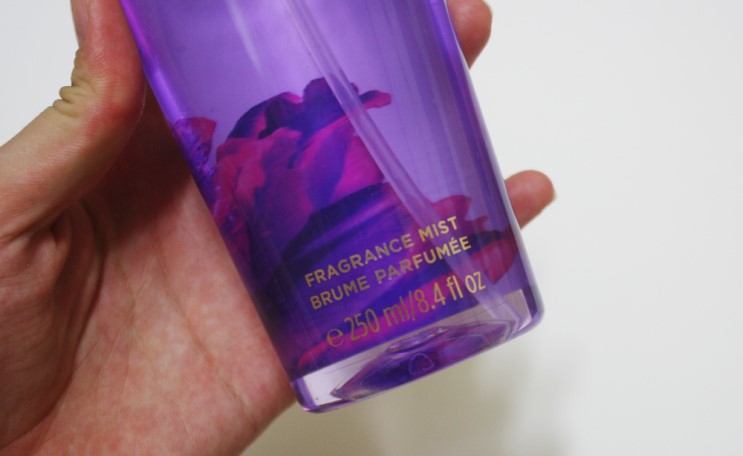 FRAGRANCE MIST
BRUME PARFUMÉE
℮ 250 ml/8.4 fl oz